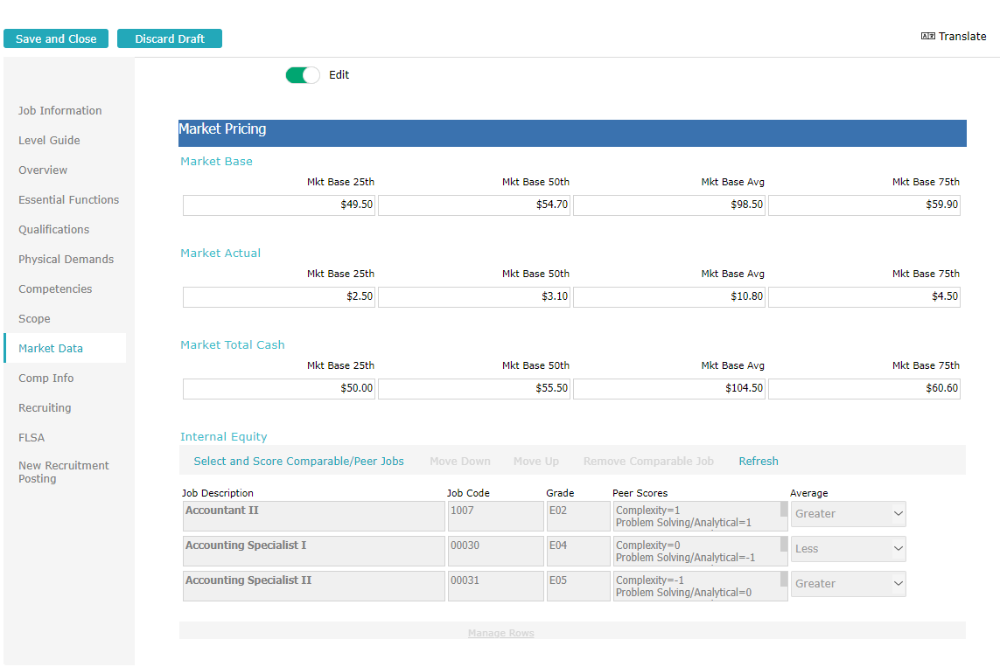 Save and Close Discard Draft Translate
Edit
Job Information
Level Guide
Overview
Essential Functions
Qualifications
Physical Demands
Competencies
Scope
Market Data
Comp Info
Recruiting
FLSA
New Recruitment
Posting
Market Pricing
Market Base
Mkt Base 25th Mkt Base 50th Mkt Base Avg Mkt Base 75th
$49.50 $54.70 $98.50 $59.90
Market Actual
Mkt Base 25th Mkt Base 50th Mkt Base Avg Mkt Base 75th
$2.50 $3.10 $10.80 $4.50
Market Total Cash
Mkt Base 25th Mkt Base 50th Mkt Base Avg Mkt Base 75th
$50.00 $55.50 $104.50 $60.60
Internal Equity
Select and Score Comparable/Peer Jobs Move Down Move Up Remove Comparable Job Refresh
Job Description Job Code Grade Peer Scores Average
Accountant II 1007 E02 Complexity=1 Greater
Problem Solving/Analytical=1
Accounting Specialist I 00030 E04 Complexity=0 Less
Problem Solving/Analytical=-1
Accounting Specialist II 00031 E05 Complexity=-1 Greater
Problem Solving/Analytical=0
Manage Rows